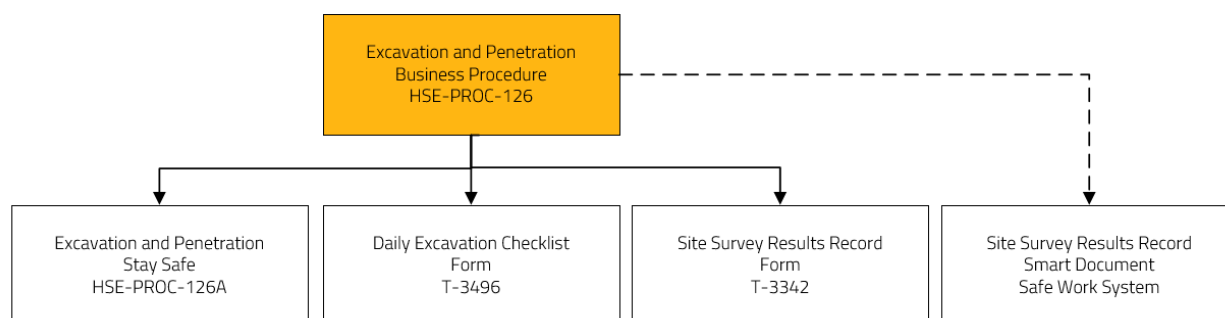 Excavation and Penetration
Business Procedure
HSE-PROC-126
Excavation and Penetration
Stay Safe
HSE-PROC-126A
Daily Excavation Checklist
Form
T-3496
Site Survey Results Record
Form
T-3342
Site Survey Results Record
Smart Document
Safe Work System